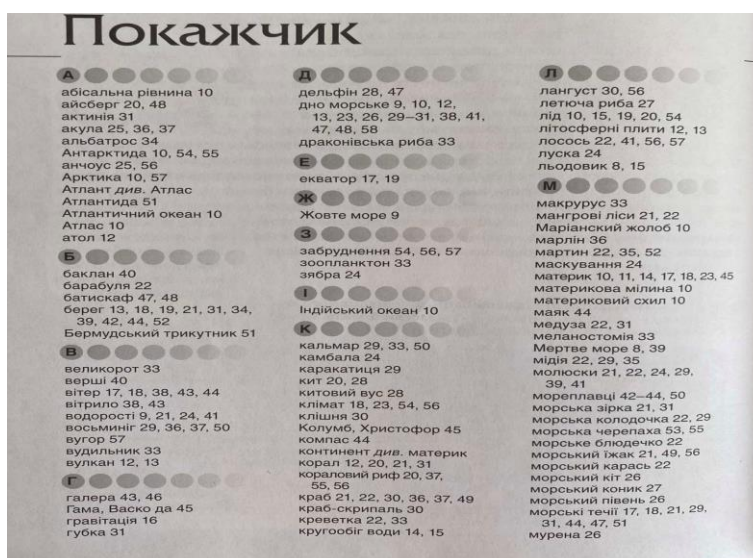 Покажчик
А
абісальна рівнина 10
айсберг 20, 48
актинія 31
акула 25, 36, 37
альбатрос 34
Антарктида 10, 54, 55
анчоус 25, 56
Арктика 10, 57
Атлант див. Атлас
Атлантида 51
Атлантичний океан 10
Атлас 10
атол 12
Б
баклан 40
барабуля 22
батискаф 47, 48
берег 13, 18, 19, 21, 31, 34,
39, 42, 44, 52
Бермудський трикутник 51
В
великорот 33
верші 40
вітер 17, 18, 38, 43, 44
вітрило 38, 43
водорості 9, 21, 24, 41
восьминіг 29, 36, 37, 50
вугор 57
вудильник 33
вулкан 12, 13
Г
галера 43, 46
Гама, Васко да 45
гравітація 16
губка 31
Д
дельфін 28, 47
дно морське 9, 10, 12,
13, 23, 26, 29–31, 38, 41,
47, 48, 58
драконівська риба 33
Е
екватор 17, 19
Ж
Жовте море 9
З
забруднення 54, 56, 57
зоопланктон 33
зябра 24
І
Індійський океан 10
К
кальмар 29, 33, 50
камбала 24
каракатиця 29
кит 20, 28
китовий вус 28
клімат 18, 23, 54, 56
клішня 30
Колумб, Христофор 45
компас 44
континент див. материк
корал 12, 20, 21, 31
кораловий риф 20, 37,
55, 56
краб 21, 22, 30, 36, 37, 49
краб-скрипаль 30
креветка 22, 33
кругообіг води 14, 15
Л
лангуст 30, 56
летюча риба 27
лід 10, 15, 19, 20, 54
літосферні плити 12, 13
лосось 22, 41, 56, 57
луска 24
льодовик 8, 15
М
макрурус 33
мангрові ліси 21, 22
Маріанский жолоб 10
марлін 36
мартин 22, 35, 52
маскування 24
материк 10, 11, 14, 17, 18, 23, 45
материкова мілина 10
материковий схил 10
маяк 44
медуза 22, 31
меланостомія 33
Мертве море 8, 39
мідія 22, 29, 35
молюски 21, 22, 24, 29,
39, 41
мореплавці 42–44, 50
морська зірка 21, 31
морська колодочка 22, 29
морська черепаха 53, 55
морське блюдечко 22
морський їжак 21, 49, 56
морський карась 22
морський кіт 26
морський коник 27
морський півень 26
морські течії 17, 18, 21, 29,
31, 44, 47, 51
мурена 26